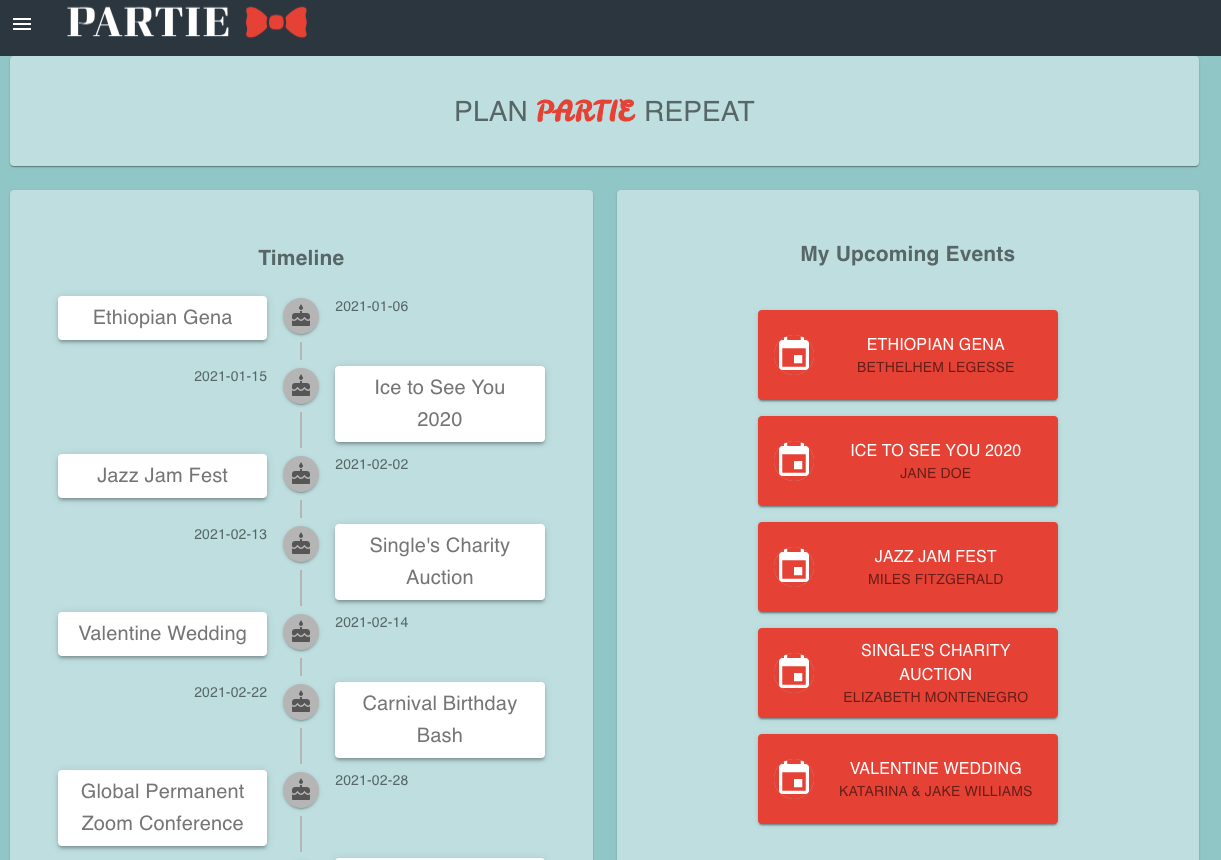 PARTIE
PLAN PARTIE REPEAT
Timeline
Ethiopian Gena
2021-01-06
2021-01-15
Ice to See You
2020
Jazz Jam Fest
2021-02-02
2021-02-13
Single's Charity
Auction
Valentine Wedding
2021-02-14
2021-02-22
Carnival Birthday
Bash
Global Permanent
Zoom Conference
2021-02-28
My Upcoming Events
ETHIOPIAN GENA
BETHELHEM LEGESSE
ICE TO SEE YOU 2020
JANE DOE
JAZZ JAM FEST
MILES FITZGERALD
SINGLE'S CHARITY
AUCTION
ELIZABETH MONTENEGRO
VALENTINE WEDDING
KATARINA & JAKE WILLIAMS